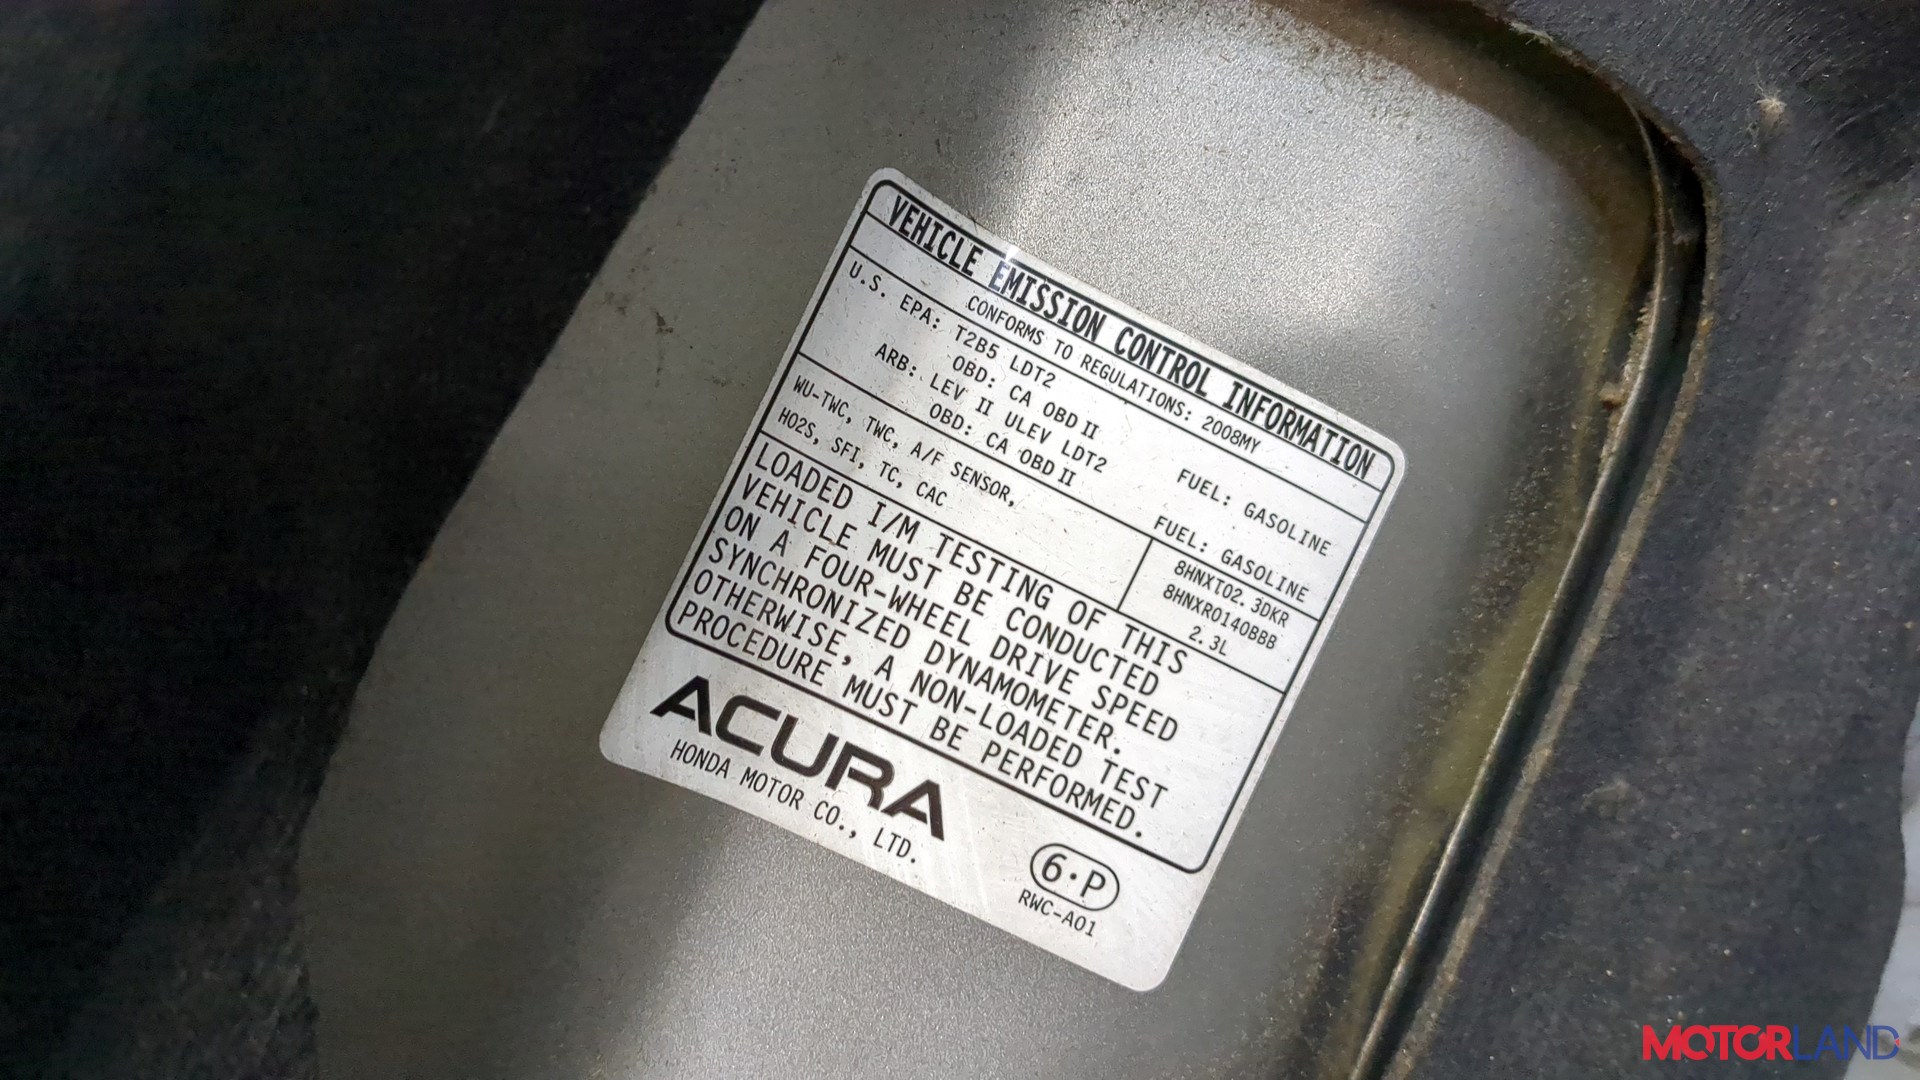 VEHICLE EMISSION CONTROL INFORMATION
CONFORMS TO REGULATIONS: 2008MY
U.S. EPA: T2B5 LDT2
OBD: CA OBD II FUEL: GASOLINE
ARB: LEV II ULEV LDT2
OBD: CA OBD II FUEL: GASOLINE
WU-TWC, TWC, A/F SENSOR,
HO2S, SFI, TC, CAC
8HNXT02.3DKR
8HNXR0140BBB
2.3L
LOADED I/M TESTING OF THIS
VEHICLE MUST BE CONDUCTED
ON A FOUR-WHEEL DRIVE SPEED
SYNCHRONIZED DYNAMOMETER.
OTHERWISE, A NON-LOADED TEST
PROCEDURE MUST BE PERFORMED.
ACURA
HONDA MOTOR CO., LTD.
6·P
RWC-A01
MOTORLAND